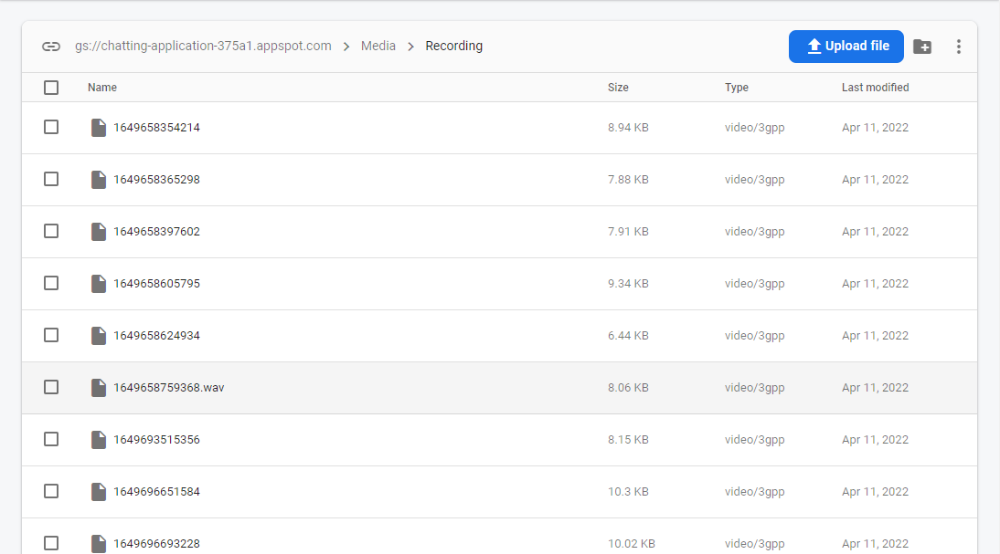 gs://chatting-application-375a1.appspot.com > Media > Recording Upload file
Name Size Type Last modified
1649658354214 8.94 KB video/3gpp Apr 11, 2022
1649658365298 7.88 KB video/3gpp Apr 11, 2022
1649658397602 7.91 KB video/3gpp Apr 11, 2022
1649658605795 9.34 KB video/3gpp Apr 11, 2022
1649658624934 6.44 KB video/3gpp Apr 11, 2022
1649658759368.wav 8.06 KB video/3gpp Apr 11, 2022
1649693515356 8.15 KB video/3gpp Apr 11, 2022
1649696651584 10.3 KB video/3gpp Apr 11, 2022
1649696693228 10.02 KB video/3gpp Apr 11, 2022